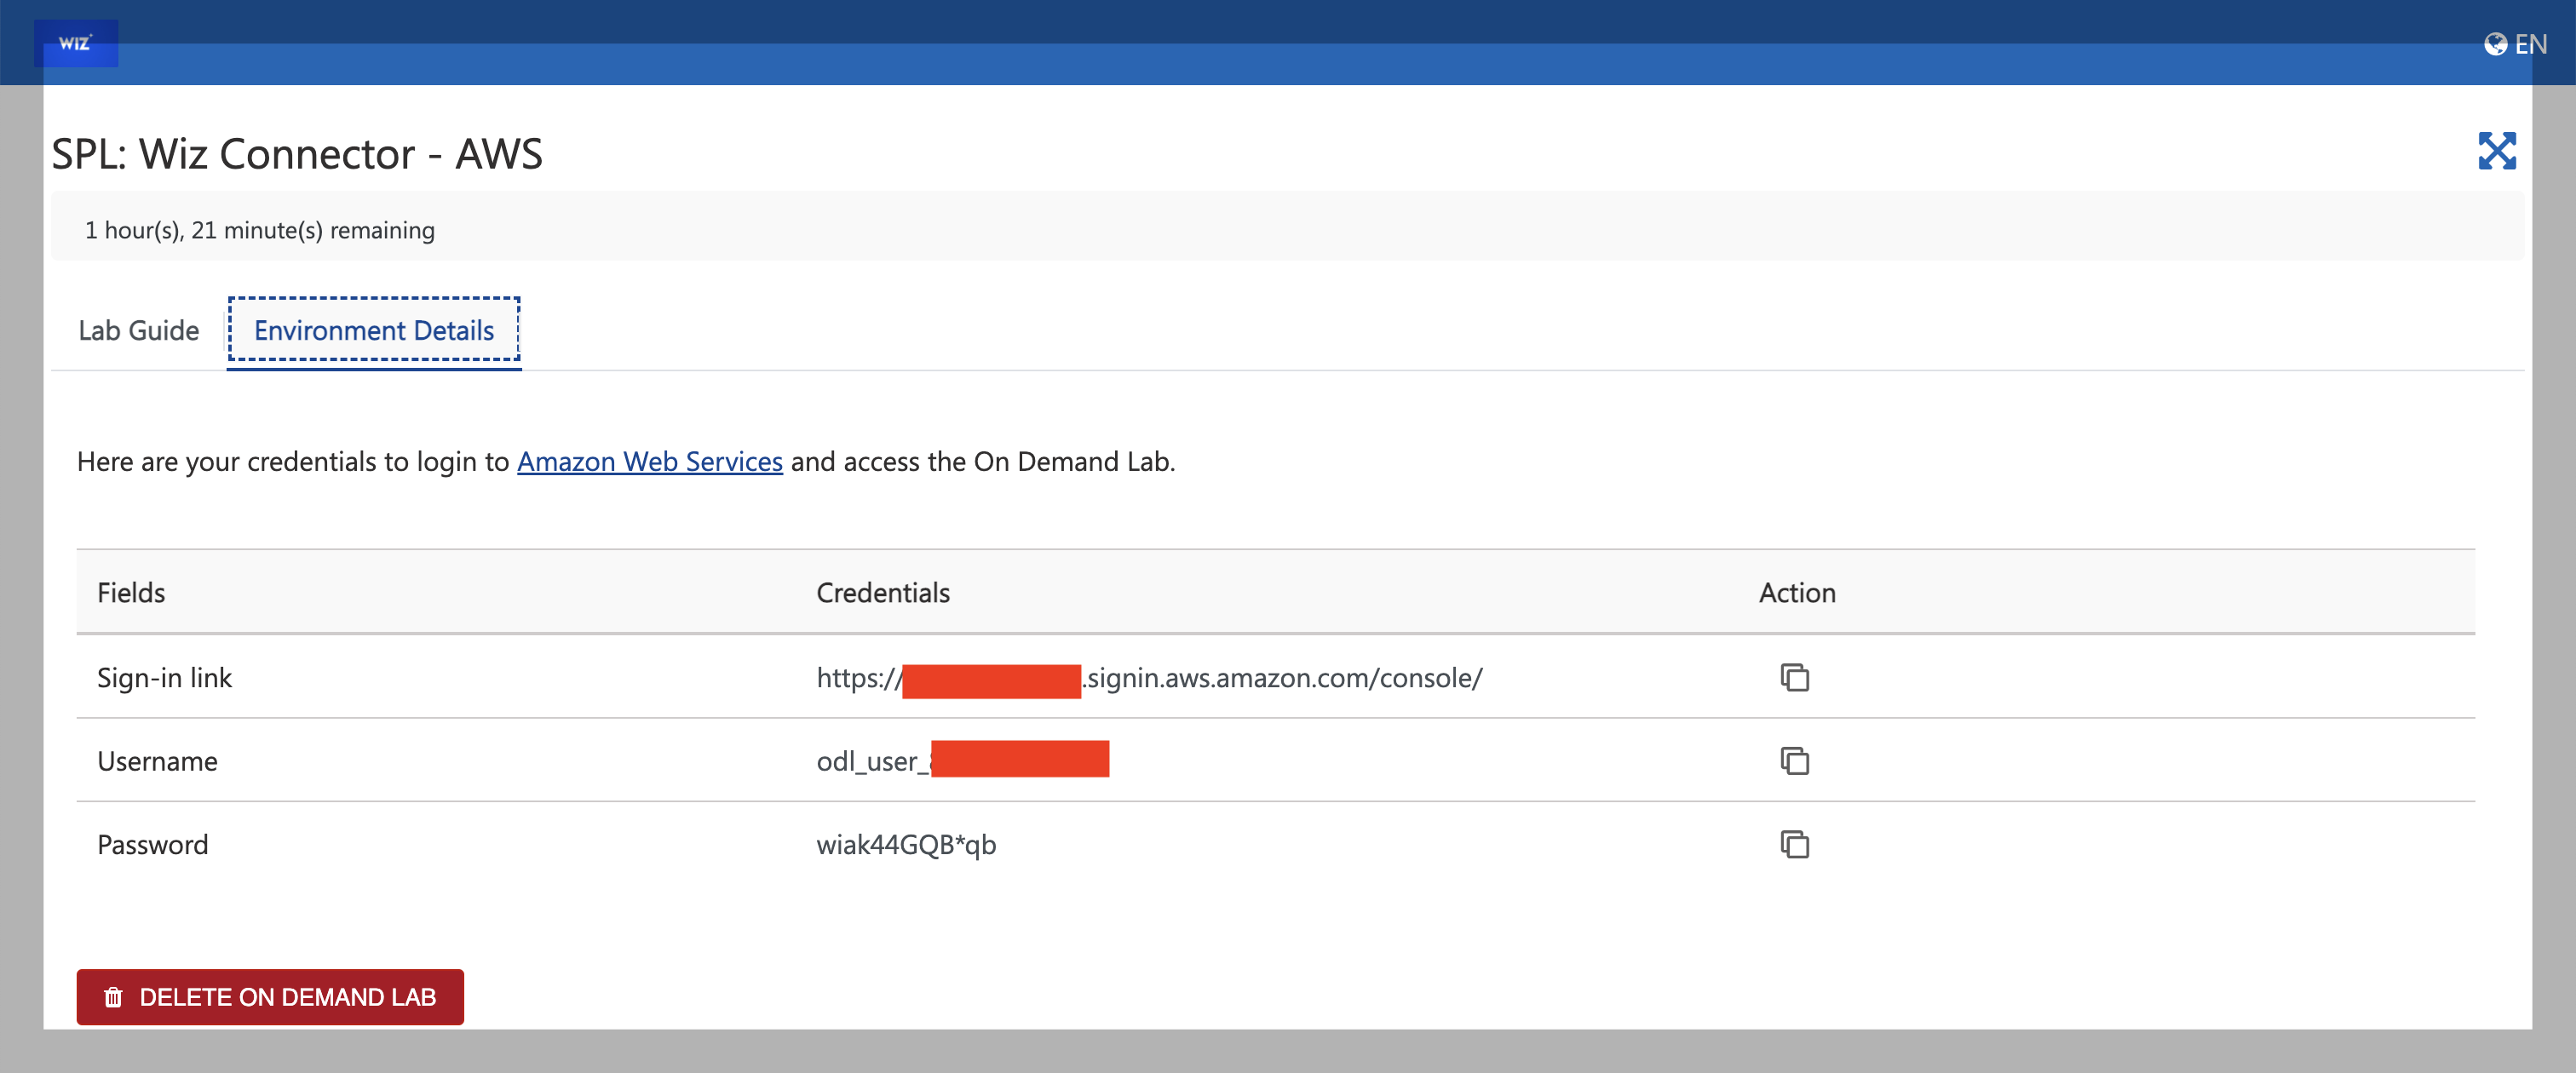 WIZ
EN
SPL: Wiz Connector - AWS
1 hour(s), 21 minute(s) remaining
Lab Guide
Environment Details
Here are your credentials to login to Amazon Web Services and access the On Demand Lab.
Fields Credentials Action
Sign-in link https:// .signin.aws.amazon.com/console/
Username odl_user_
Password wiak44GQB*qb
DELETE ON DEMAND LAB